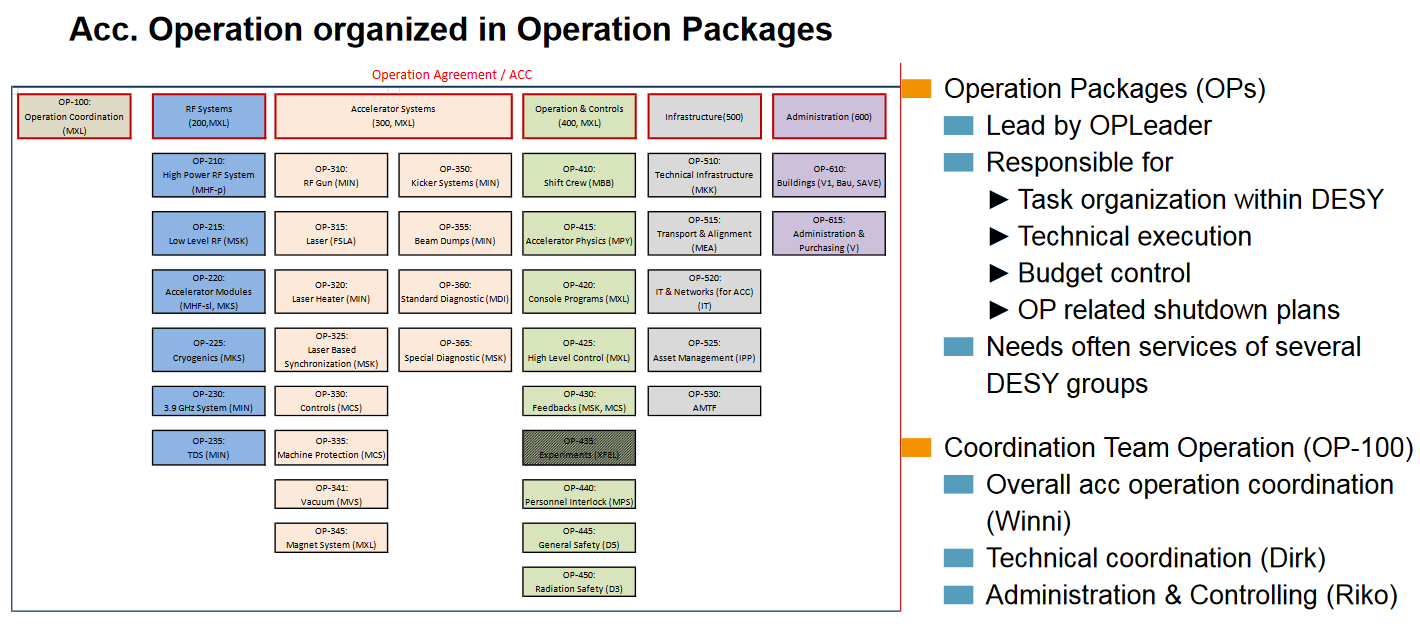 Acc. Operation organized in Operation Packages
Operation Agreement / ACC
OP-100:
Operation Coordination
(MXL)
RF Systems
(200,MXL)
Accelerator Systems
(300, MXL)
Operation & Controls
(400, MXL)
Infrastructure(500)
Administration (600)
OP-210:
High Power RF System
(MHF-p)
OP-215:
Low Level RF (MSK)
OP-220:
Accelerator Modules
(MHF-sl, MKS)
OP-225:
Cryogenics (MKS)
OP-230:
3.9 GHz System (MIN)
OP-235:
TDS (MIN)
OP-310:
RF Gun (MIN)
OP-315:
Laser (FSLA)
OP-320:
Laser Heater (MIN)
OP-325:
Laser Based
Synchronization (MSK)
OP-330:
Controls (MCS)
OP-335:
Machine Protection (MCS)
OP-341:
Vacuum (MVS)
OP-345:
Magnet System (MXL)
OP-350:
Kicker Systems (MIN)
OP-355:
Beam Dumps (MIN)
OP-360:
Standard Diagnostic (MDI)
OP-365:
Special Diagnostic (MSK)
OP-410:
Shift Crew (MBB)
OP-415:
Accelerator Physics (MPY)
OP-420:
Console Programs (MXL)
OP-425:
High Level Control (MXL)
OP-430:
Feedbacks (MSK, MCS)
OP-435:
Experiments (XFEL)
OP-440:
Personnel Interlock (MPS)
OP-445:
General Safety (D5)
OP-450:
Radiation Safety (D3)
OP-510:
Technical Infrastructure
(MKK)
OP-515:
Transport & Alignment
(MEA)
OP-520:
IT & Networks (for ACC)
(IT)
OP-525:
Asset Management (IPP)
OP-530:
AMTF
OP-610:
Buildings (V1, Bau, SAVE)
OP-615:
Administration &
Purchasing (V)
Operation Packages (OPs)
Lead by OPLeader
Responsible for
► Task organization within DESY
► Technical execution
► Budget control
► OP related shutdown plans
Needs often services of several
DESY groups
Coordination Team Operation (OP-100)
Overall acc operation coordination
(Winni)
Technical coordination (Dirk)
Administration & Controlling (Riko)